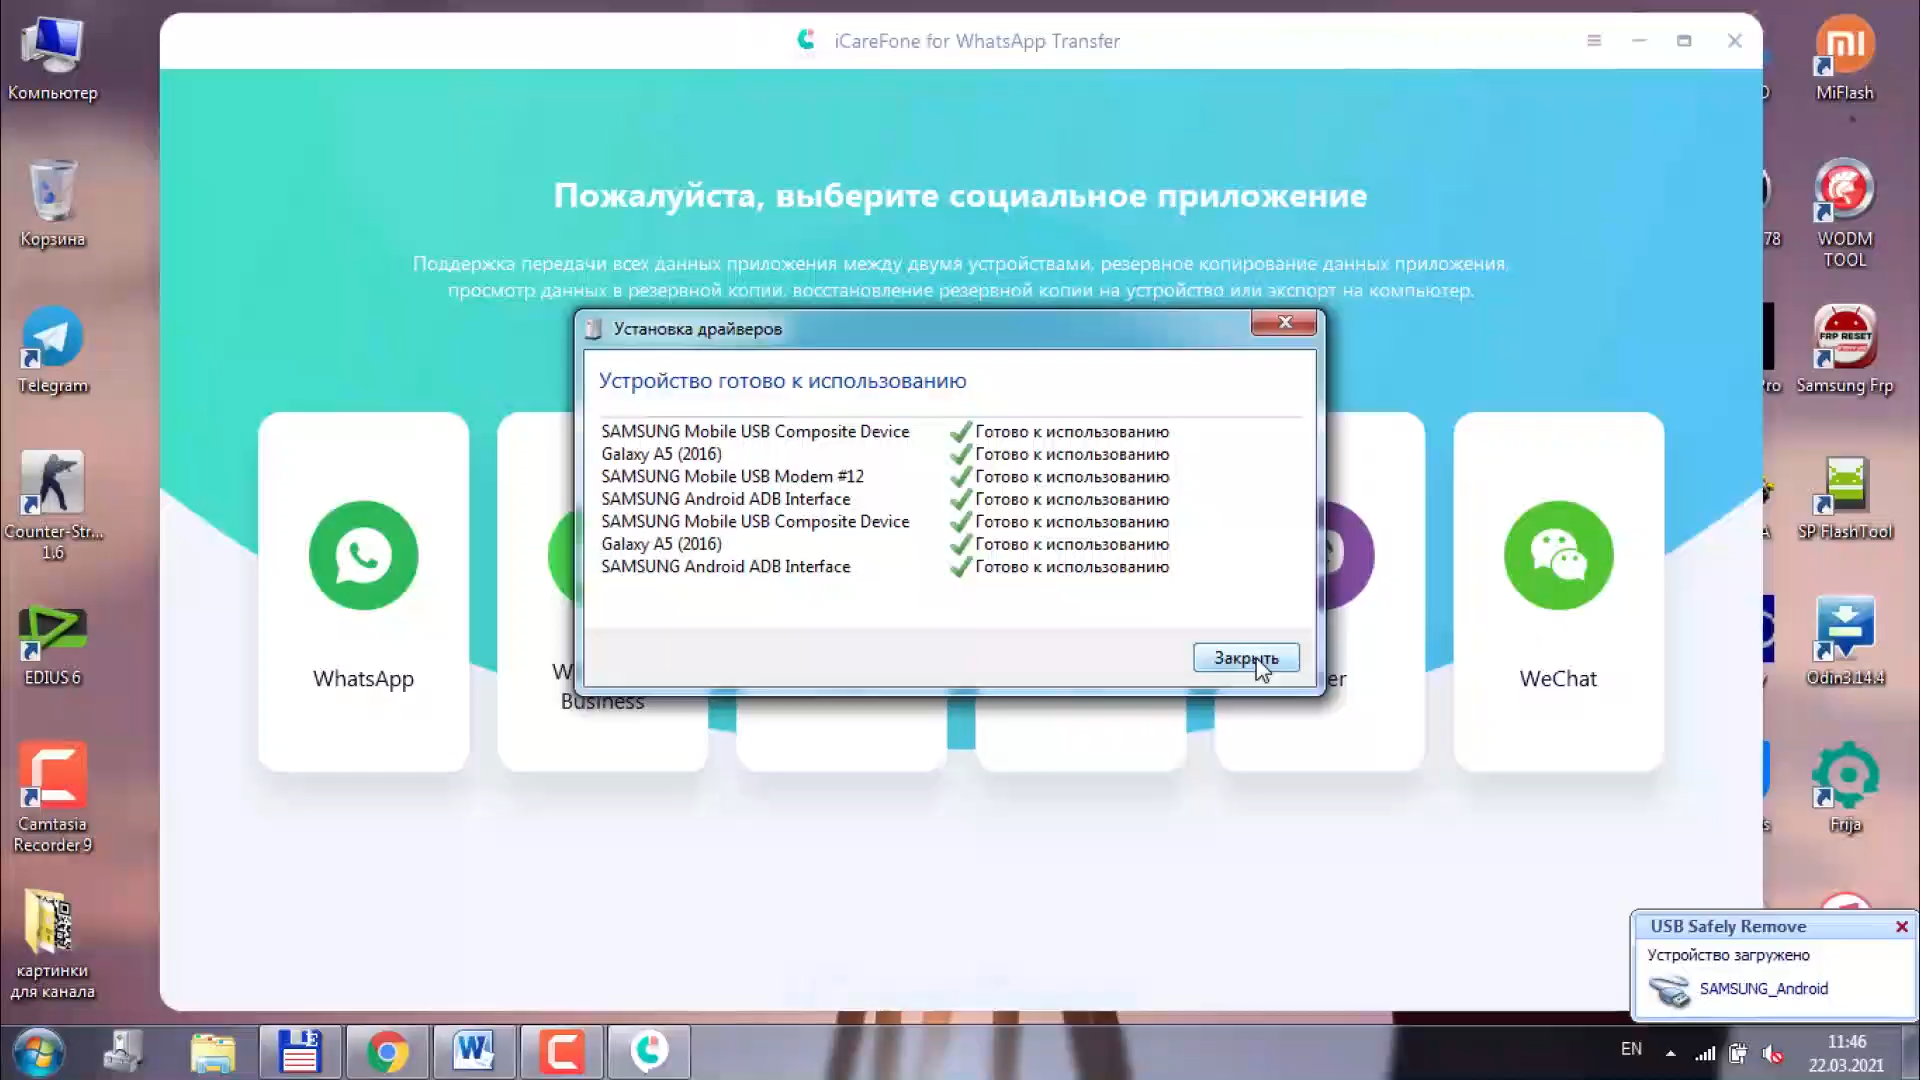 iCareFone for WhatsApp Transfer
Компьютер
MiFlash
Пожалуйста, выберите социальное приложение
Корзина
78
WODM
TOOL
Поддержка передачи всех данных приложения между двумя устройствами, резервное копирование данных приложения,
просмотр данных в резервной копии, восстановление резервной копии на устройство или экспорт на компьютер.
Установка драйверов
Telegram
Samsung Frp
FRP RESET
Устройство готово к использованию
SAMSUNG Mobile USB Composite Device Готово к использованию
Galaxy A5 (2016) Готово к использованию
SAMSUNG Mobile USB Modem #12 Готово к использованию
SAMSUNG Android ADB Interface Готово к использованию
SAMSUNG Mobile USB Composite Device Готово к использованию
Galaxy A5 (2016) Готово к использованию
SAMSUNG Android ADB Interface Готово к использованию
Counter-Str...
1.6
SP FlashTool
Закрыть
WhatsApp
W
Business
er
WeChat
EDIUS 6
Odin3.14.4
Camtasia
Recorder 9
Frija
картинки
для канала
USB Safely Remove
Устройство загружено
SAMSUNG_Android
EN
11:46
22.03.2021